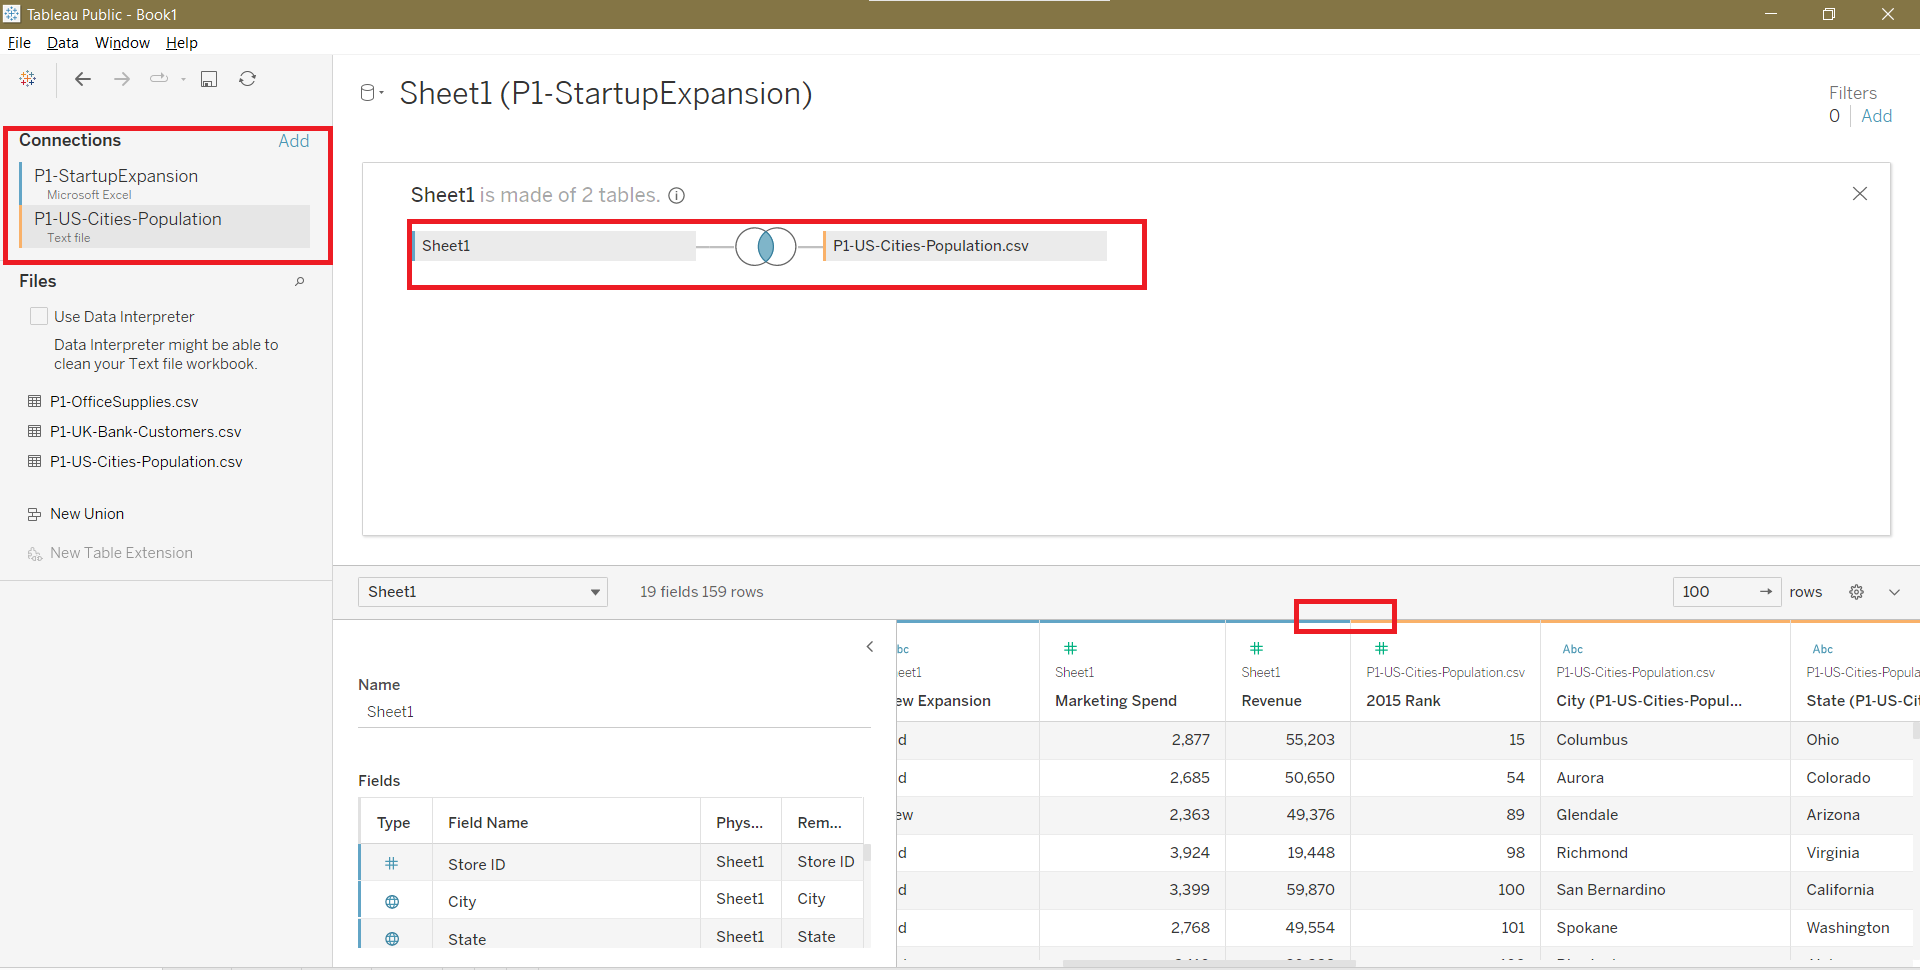 Tableau Public - Book1
File Data Window Help
Connections Add
P1-StartupExpansion
Microsoft Excel
P1-US-Cities-Population
Text file
Files
Use Data Interpreter
Data Interpreter might be able to
clean your Text file workbook.
P1-OfficeSupplies.csv
P1-UK-Bank-Customers.csv
P1-US-Cities-Population.csv
New Union
New Table Extension
Sheet1 (P1-StartupExpansion)
Filters
0 Add
Sheet1 is made of 2 tables.
Sheet1 P1-US-Cities-Population.csv
Sheet1 19 fields 159 rows 100 rows
Name
Sheet1
Fields
Type Field Name Phys... Rem...
Store ID Sheet1 Store ID
City Sheet1 City
State Sheet1 State
bc # # # Abc Abc
eet1 Sheet1 Sheet1 P1-US-Cities-Population.csv P1-US-Cities-Population.csv P1-US-Cities-Popula
ew Expansion Marketing Spend Revenue 2015 Rank City (P1-US-Cities-Popul... State (P1-US-Ci
d 2,877 55,203 15 Columbus Ohio
d 2,685 50,650 54 Aurora Colorado
ew 2,363 49,376 89 Glendale Arizona
d 3,924 19,448 98 Richmond Virginia
d 3,399 59,870 100 San Bernardino California
d 2,768 49,554 101 Spokane Washington